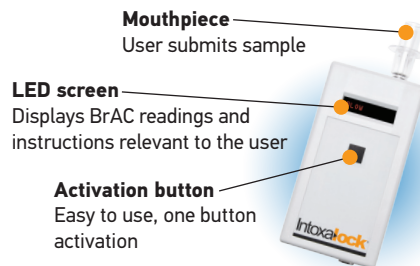 Mouthpiece
User submits sample
LED screen
Displays BrAC readings and
instructions relevant to the user
Activation button
Easy to use, one button
activation
Intoxalock